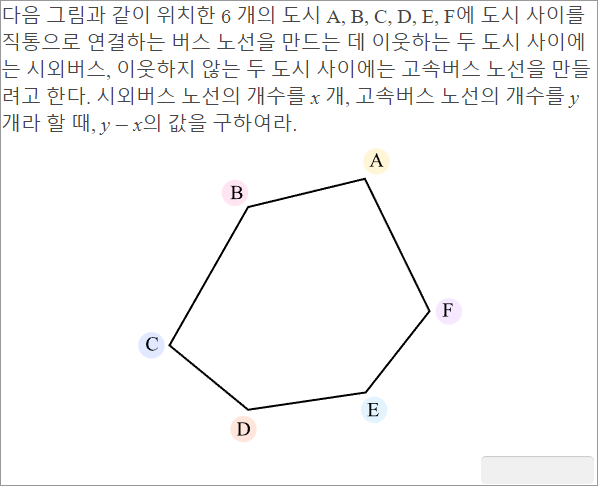 다음 그림과 같이 위치한 6 개의 도시 A, B, C, D, E, F에 도시 사이를
직통으로 연결하는 버스 노선을 만드는 데 이웃하는 두 도시 사이에
는 시외버스, 이웃하지 않는 두 도시 사이에는 고속버스 노선을 만들
려고 한다. 시외버스 노선의 개수를 x 개, 고속버스 노선의 개수를 y
개라 할 때, y – x의 값을 구하여라.
A
B
F
C
E
D